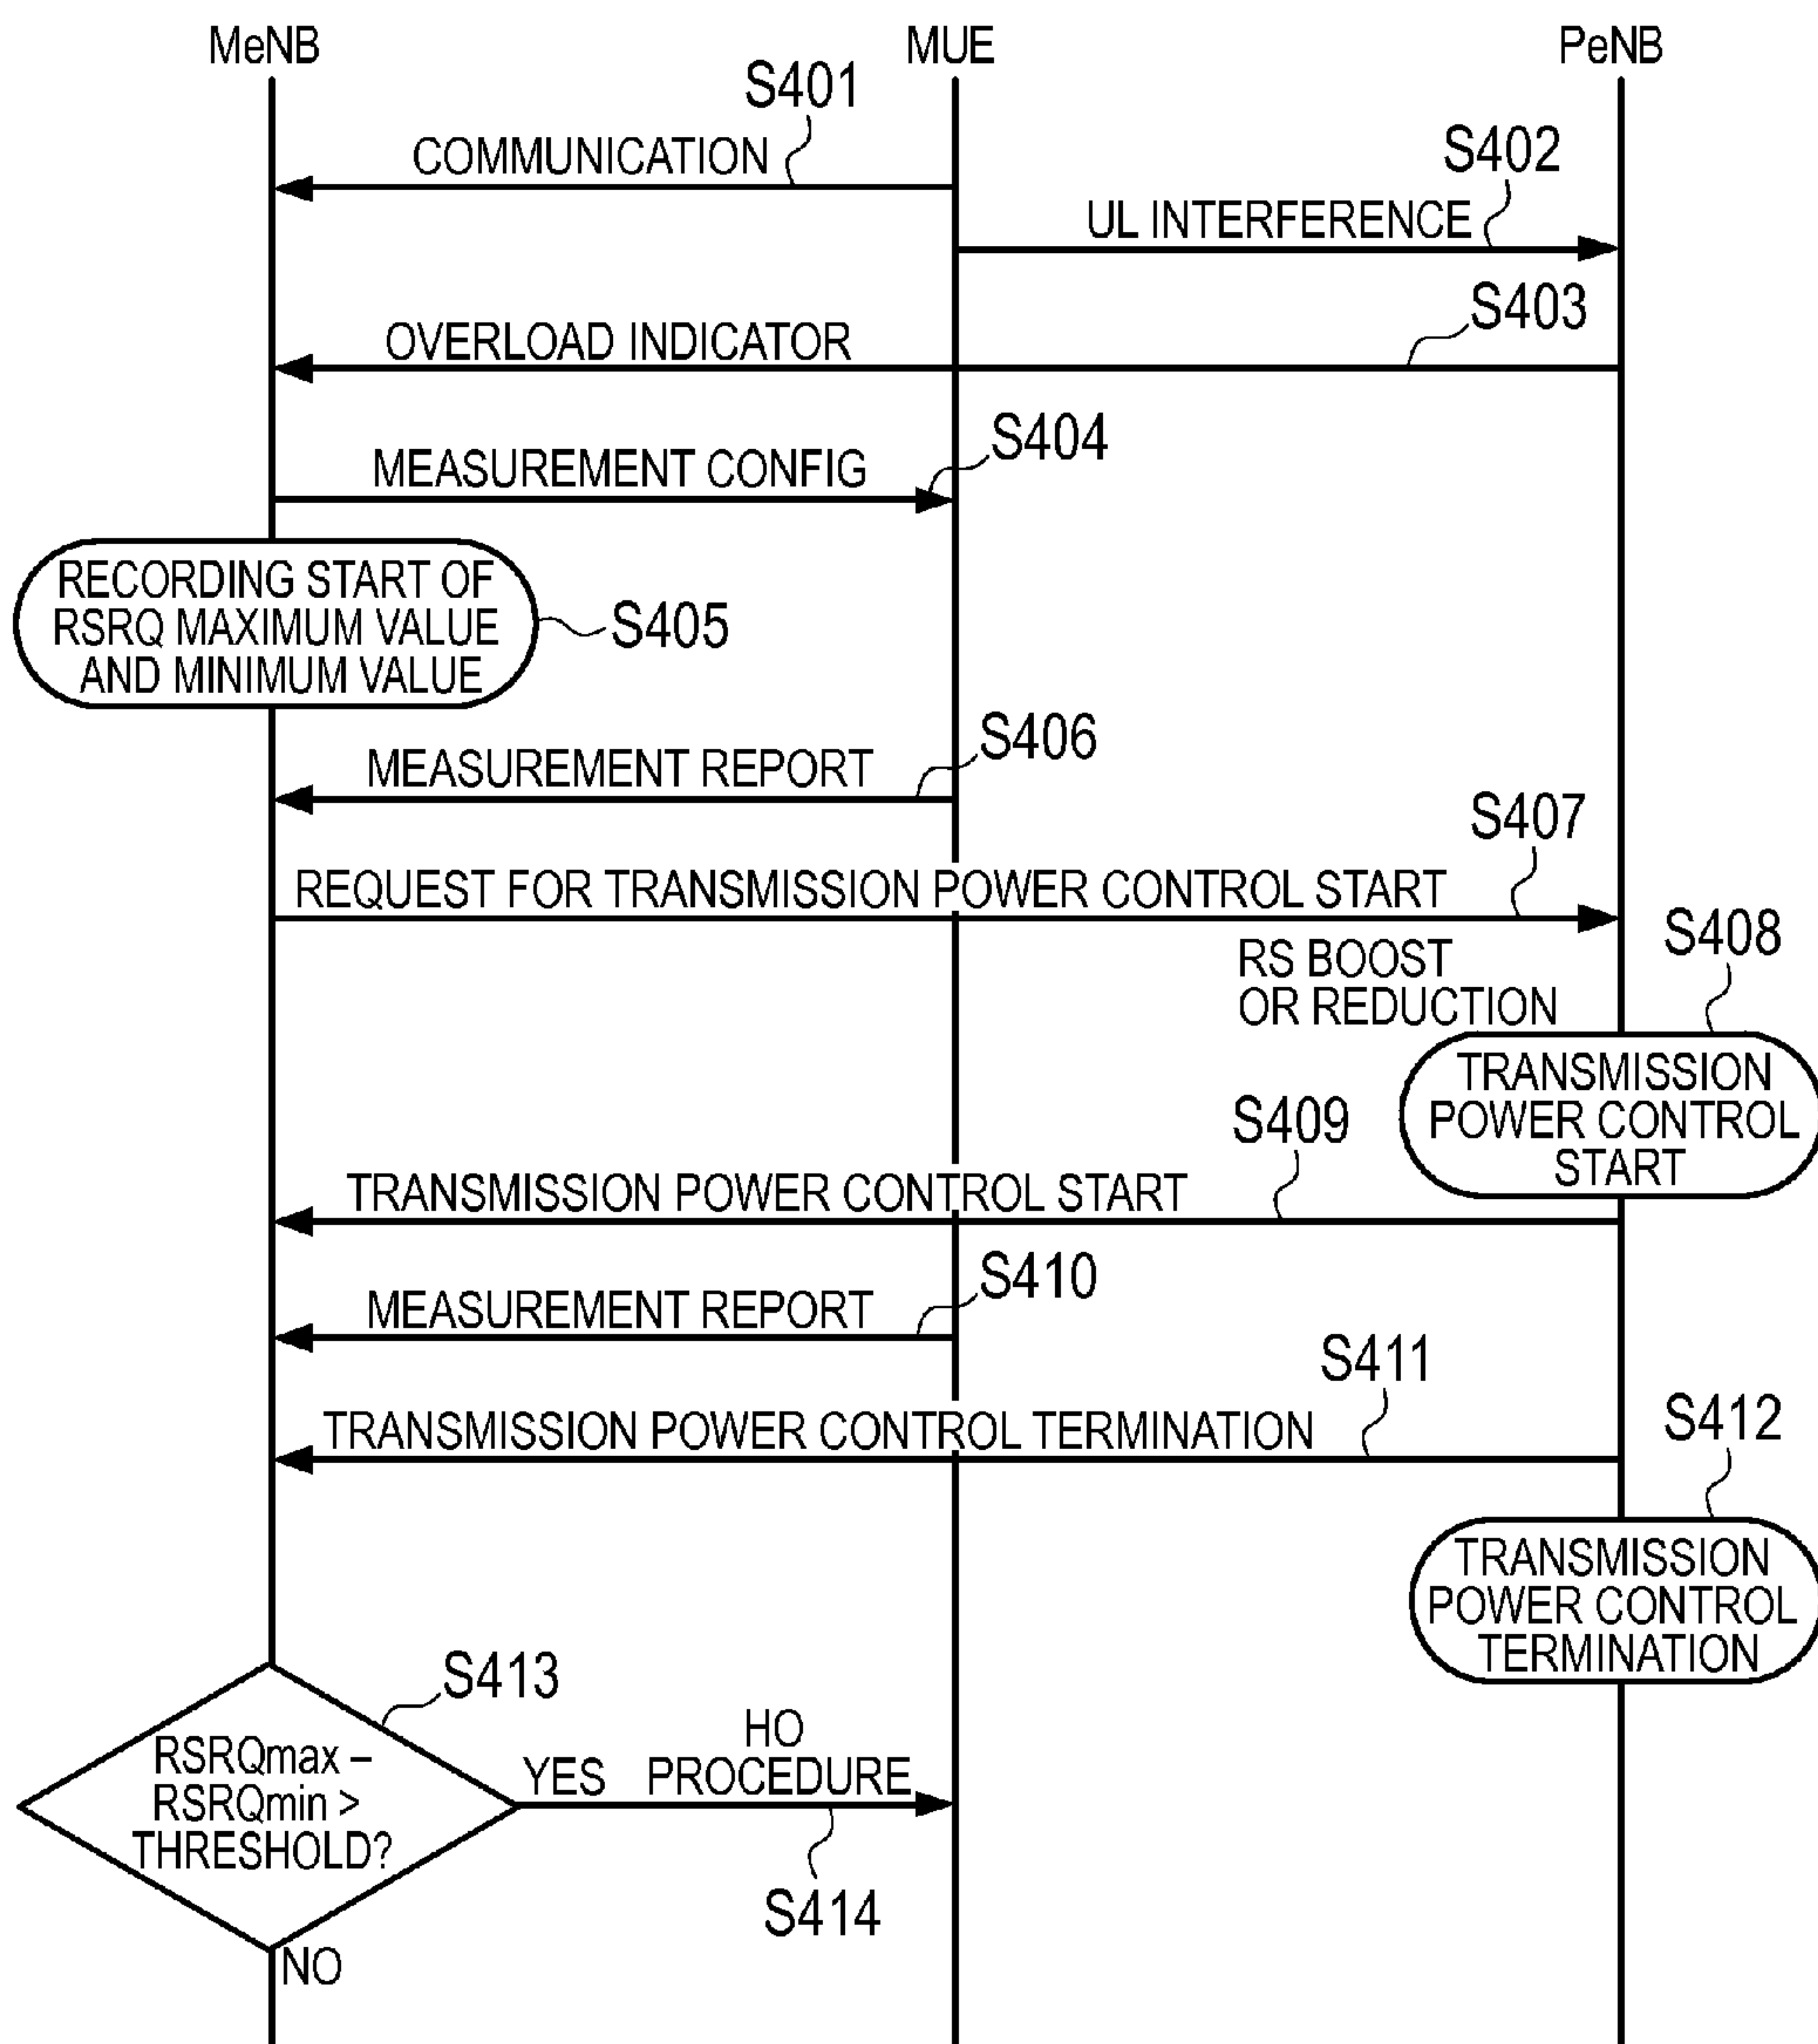 MeNB
MUE
PeNB
S401
COMMUNICATION
S402
UL INTERFERENCE
S403
OVERLOAD INDICATOR
S404
MEASUREMENT CONFIG
RECORDING START OF
RSRQ MAXIMUM VALUE
AND MINIMUM VALUE
S405
S406
MEASUREMENT REPORT
S407
REQUEST FOR TRANSMISSION POWER CONTROL START
RS BOOST
OR REDUCTION
S408
TRANSMISSION
POWER CONTROL
START
S409
TRANSMISSION POWER CONTROL START
S410
MEASUREMENT REPORT
S411
TRANSMISSION POWER CONTROL TERMINATION
S412
TRANSMISSION
POWER CONTROL
TERMINATION
S413
RSRQmax –
RSRQmin >
THRESHOLD?
YES
HO
PROCEDURE
S414
NO